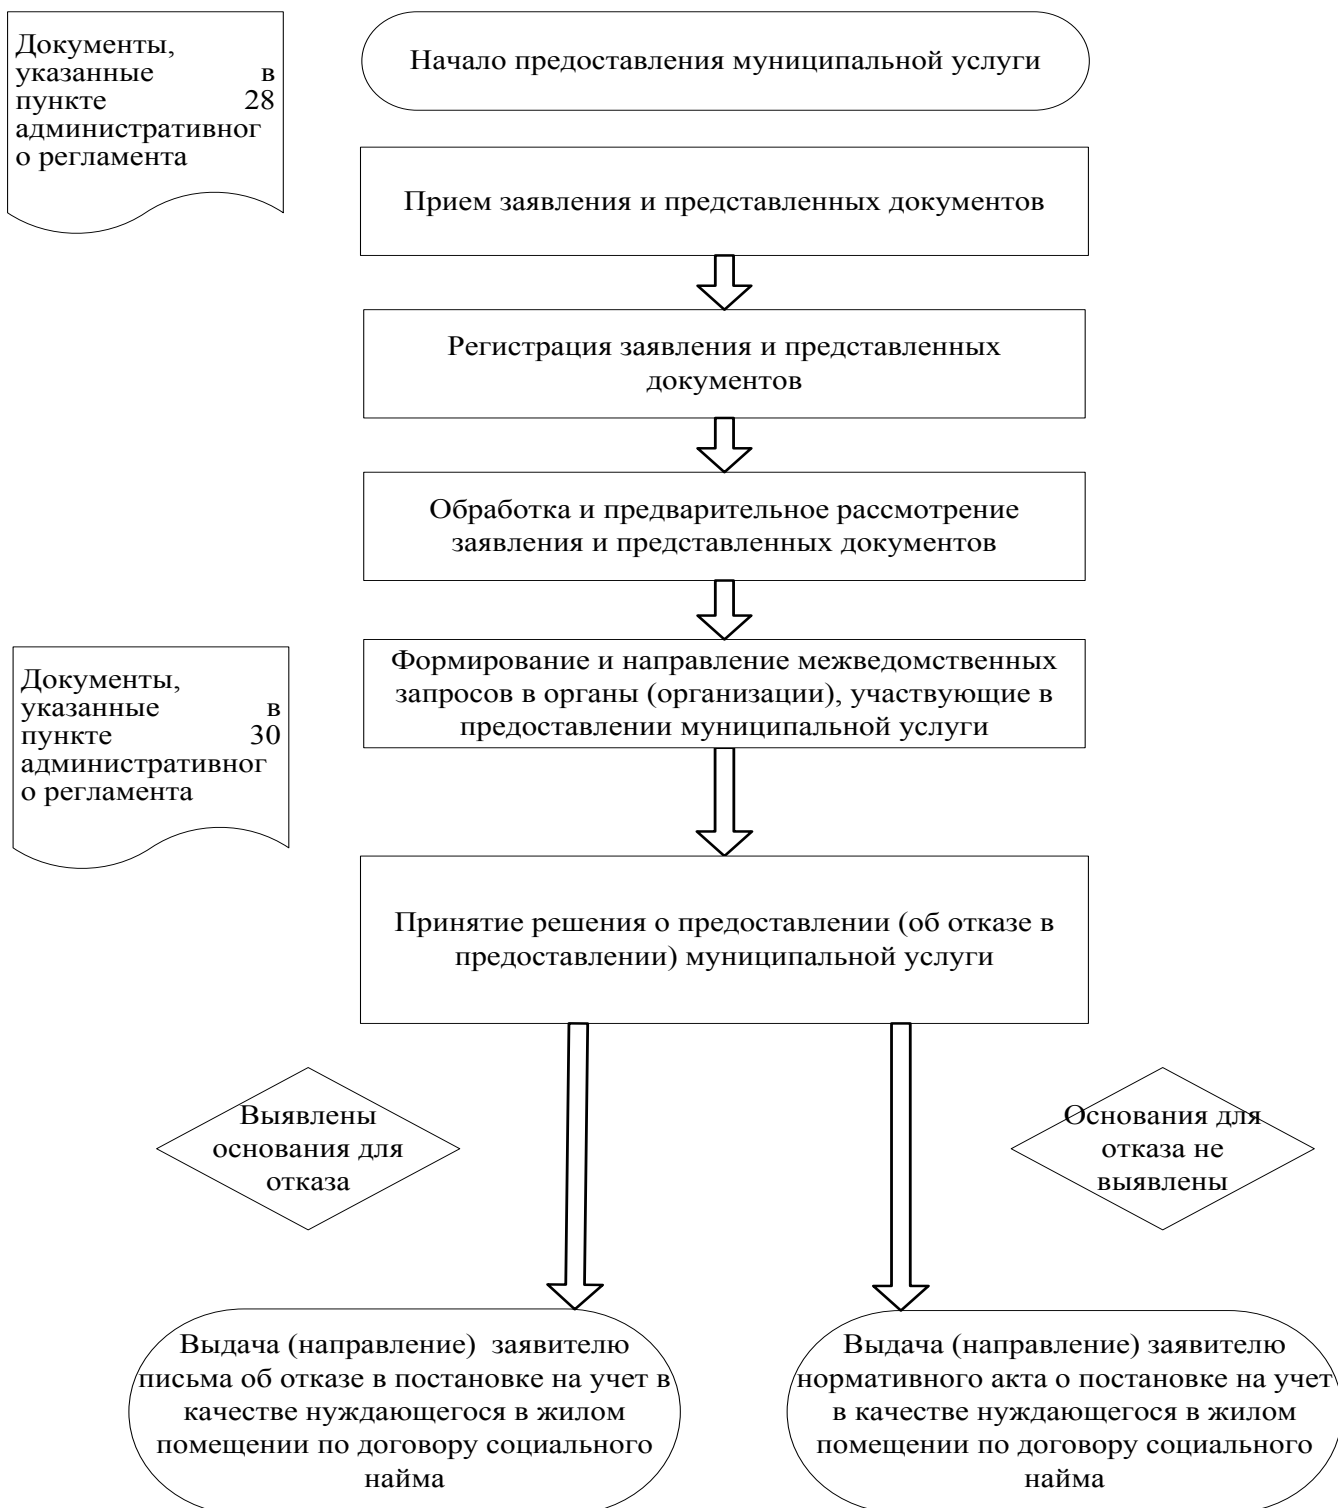 Документы,
указанные в
пункте 28
административног
о регламента
Начало предоставления муниципальной услуги
Прием заявления и представленных документов
Регистрация заявления и представленных
документов
Обработка и предварительное рассмотрение
заявления и представленных документов
Формирование и направление межведомственных
запросов в органы (организации), участвующие в
предоставлении муниципальной услуги
Документы,
указанные в
пункте 30
административног
о регламента
Принятие решения о предоставлении (об отказе в
предоставлении) муниципальной услуги
Выявлены
основания для
отказа
Основания для
отказа не
выявлены
Выдача (направление) заявителю
письма об отказе в постановке на учет в
качестве нуждающегося в жилом
помещении по договору социального
найма
Выдача (направление) заявителю
нормативного акта о постановке на учет
в качестве нуждающегося в жилом
помещении по договору социального
найма